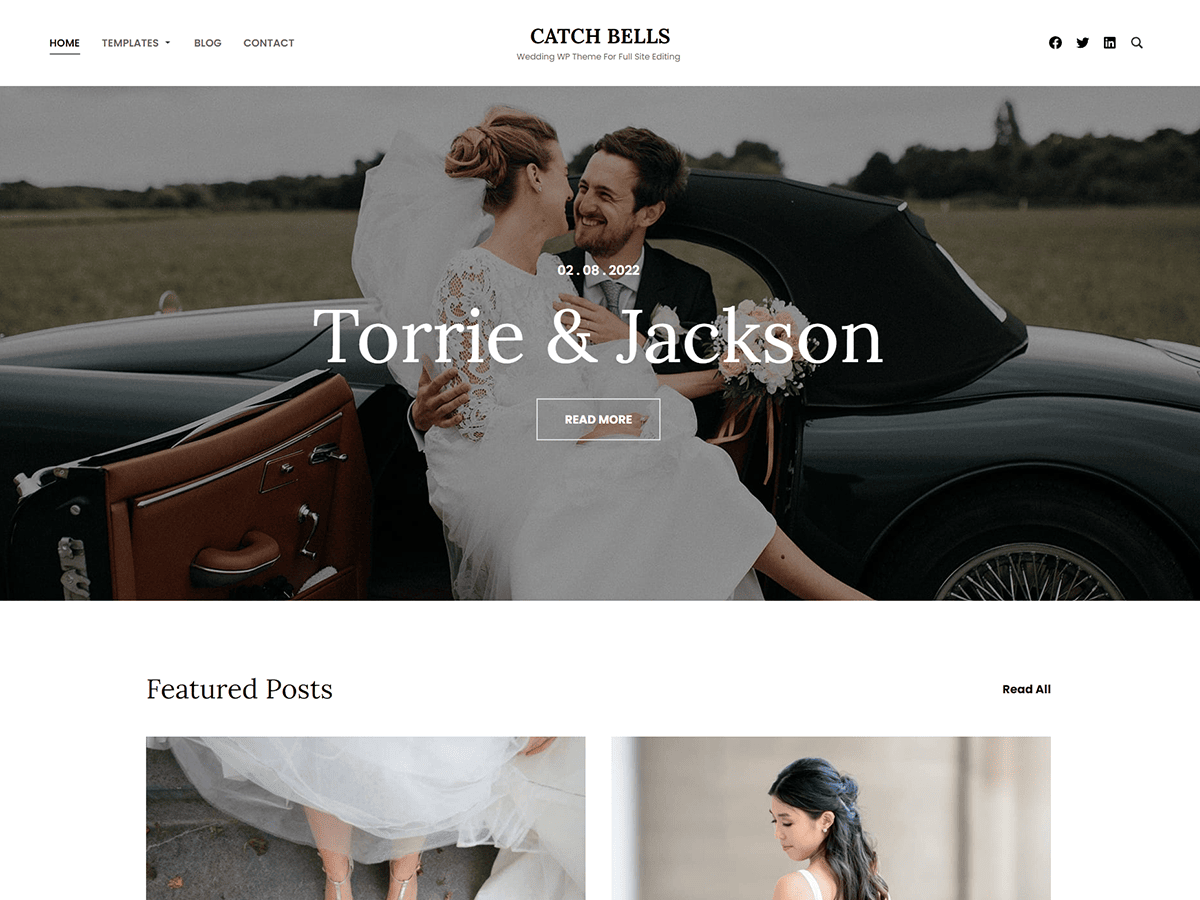 HOME
TEMPLATES
BLOG
CONTACT
CATCH BELLS
Wedding WP Theme For Full Site Editing
02 . 08 . 2022
Torrie & Jackson
READ MORE
Featured Posts
Read All